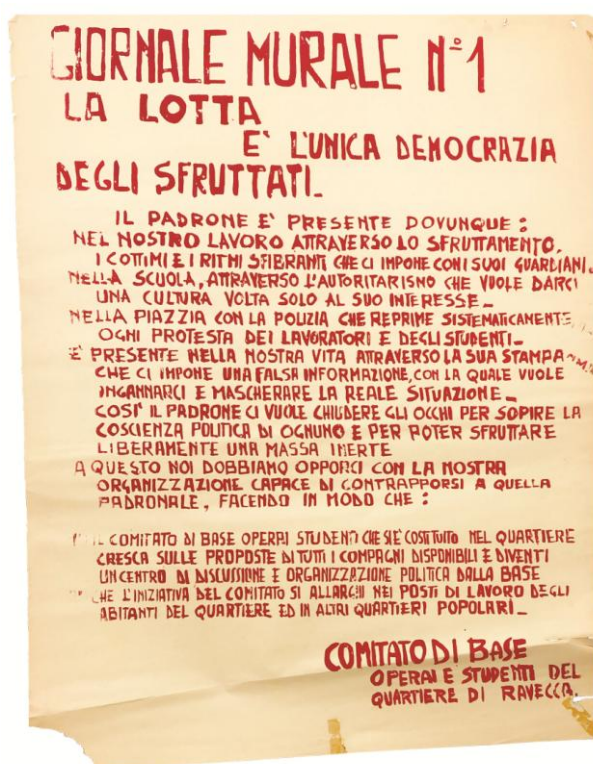 GIORNALE MURALE N°1
LA LOTTA
E' L'UNICA DEMOCRAZIA
DEGLI SFRUTTATI_
IL PADRONE E' PRESENTE DOVUNQUE :
NEL NOSTRO LAVORO ATTRAVERSO LO SFRUTTAMENTO,
I COTTIMI E I RITMI SFIBRANTI CHE CI IMPONE CON I SUOI GUARDIANI.
NELLA SCUOLA, ATTRAVERSO L'AUTORITARISMO CHE VUOLE DARCI
UNA CULTURA VOLTA SOLO AL SUO INTERESSE_
NELLA PIAZZIA CON LA POLIZIA CHE REPRIME SISTEMATICAMENTE
OGNI PROTESTA DEI LAVORATORI E DEGLI STUDENTI_
E' PRESENTE NELLA NOSTRA VITA ATTRAVERSO LA SUA STAMPA
CHE CI IMPONE UNA FALSA INFORMAZIONE, CON LA QUALE VUOLE
INGANNARCI E MASCHERARE LA REALE SITUAZIONE_
COSI' IL PADRONE CI VUOLE CHIUDERE GLI OCCHI PER SOPIRE LA
COSCIENZA POLITICA DI OGNUNO E PER POTER SFRUTTARE
LIBERAMENTE UNA MASSA INERTE
A QUESTO NOI DOBBIAMO OPPORCI CON LA NOSTRA
ORGANIZZAZIONE CAPACE DI CONTRAPPORSI A QUELLA
PADRONALE, FACENDO IN MODO CHE :
IL COMITATO DI BASE OPERAI STUDENTI CHE SI E' COSTITUITO NEL QUARTIERE
CRESCA SULLE PROPOSTE DI TUTTI I COMPAGNI DISPONIBILI E DIVENTI
UN CENTRO DI DISCUSSIONE E ORGANIZZAZIONE POLITICA DALLA BASE
CHE L'INIZIATIVA DEL COMITATO SI ALLARGHI NEI POSTI DI LAVORO DEGLI
ABITANTI DEL QUARTIERE ED IN ALTRI QUARTIERI POPOLARI_
COMITATO DI BASE
OPERAI E STUDENTI DEL
QUARTIERE DI RAVECCA.